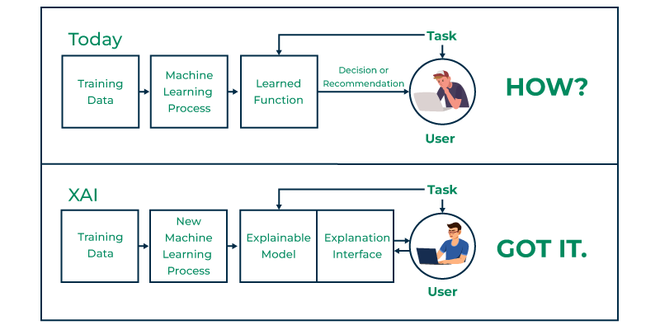 Today
Task
Training
Data
Machine
Learning
Process
Learned
Function
Decision or
Recommendation
HOW?
User
XAI
Task
Training
Data
New
Machine
Learning
Process
Explainable
Model
Explanation
Interface
GOT IT.
User